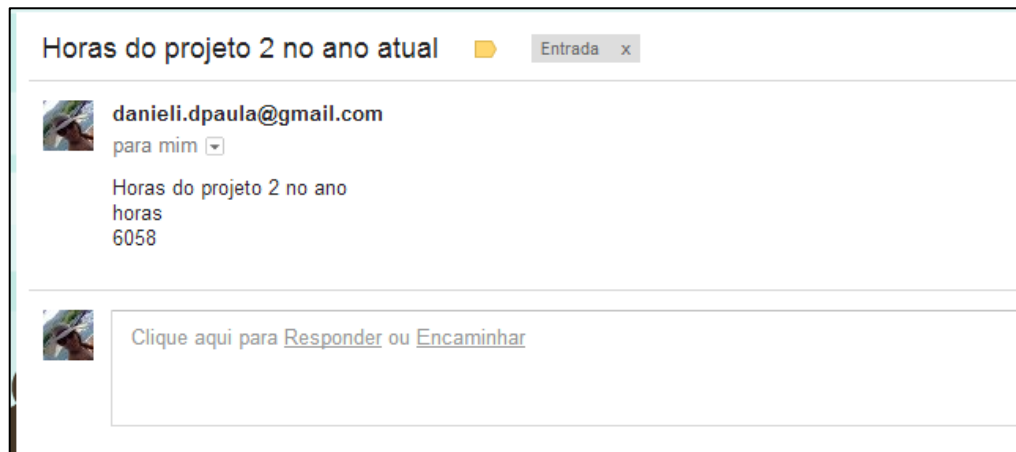 Horas do projeto 2 no ano atual Entrada x
danieli.dpaula@gmail.com
para mim
Horas do projeto 2 no ano
horas
6058
Clique aqui para Responder ou Encaminhar